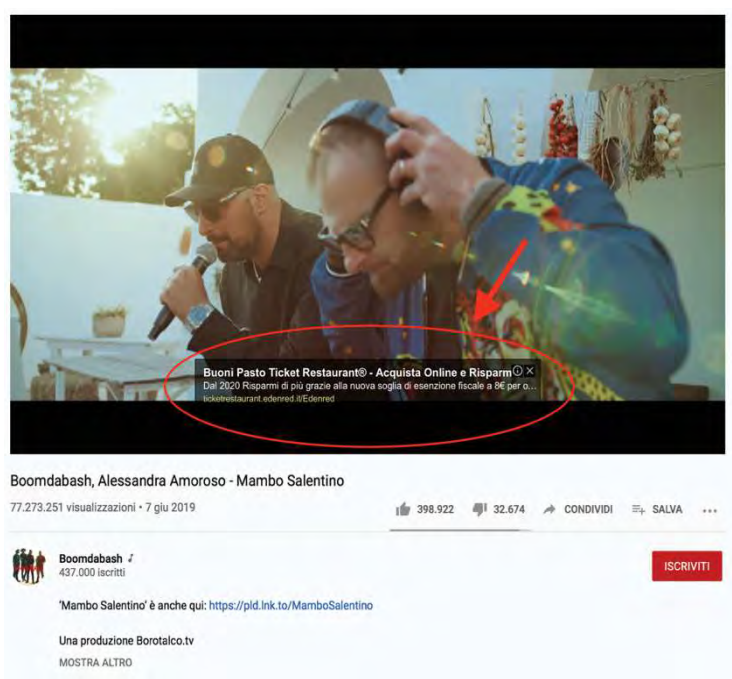 Buoni Pasto Ticket Restaurant® - Acquista Online e Risparm
Dal 2020 Risparmi di più grazie alla nuova soglia di esenzione fiscale a 8€ per o...
ticketrestaurant.edenred.it/Edenred
Boomdabash, Alessandra Amoroso - Mambo Salentino
77.273.251 visualizzazioni • 7 giu 2019
398.922 32.674 CONDIVIDI SALVA ...
Boomdabash
437.000 iscritti
ISCRIVITI
'Mambo Salentino' è anche qui: https://pld.lnk.to/MamboSalentino
Una produzione Borotalco.tv
MOSTRA ALTRO